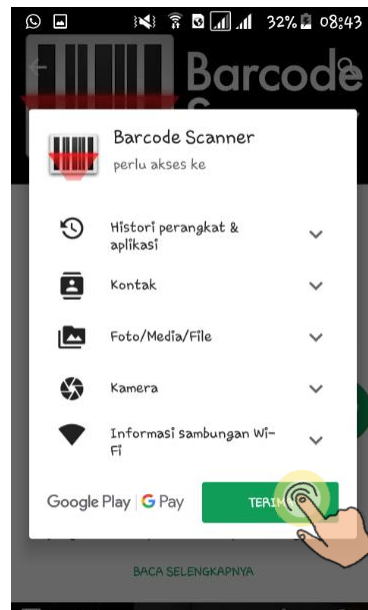 32% 08:43
Barcode
Barcode Scanner
perlu akses ke
Histori perangkat &
aplikasi
Kontak
Foto/Media/File
Kamera
Informasi sambungan Wi-
Fi
Google Play | G Pay
BACA SELENGKAPNYA